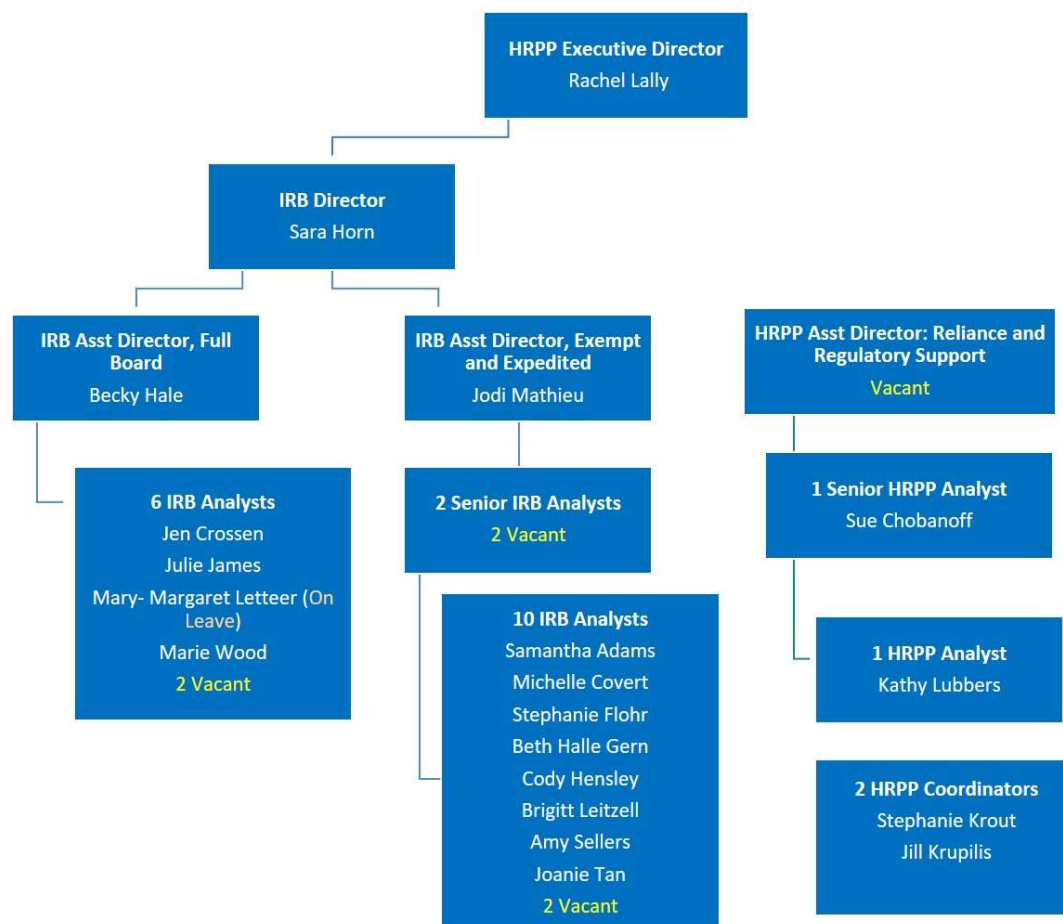 HRPP Executive Director
Rachel Lally
IRB Director
Sara Horn
IRB Asst Director, Full
Board
Becky Hale
IRB Asst Director, Exempt
and Expedited
Jodi Mathieu
HRPP Asst Director: Reliance and
Regulatory Support
Vacant
6 IRB Analysts
Jen Crossen
Julie James
Mary- Margaret Letteer (On
Leave)
Marie Wood
2 Vacant
2 Senior IRB Analysts
2 Vacant
10 IRB Analysts
Samantha Adams
Michelle Covert
Stephanie Flohr
Beth Halle Gern
Cody Hensley
Brigitt Leitzell
Amy Sellers
Joanie Tan
2 Vacant
1 Senior HRPP Analyst
Sue Chobanoff
1 HRPP Analyst
Kathy Lubbers
2 HRPP Coordinators
Stephanie Krout
Jill Krupilis